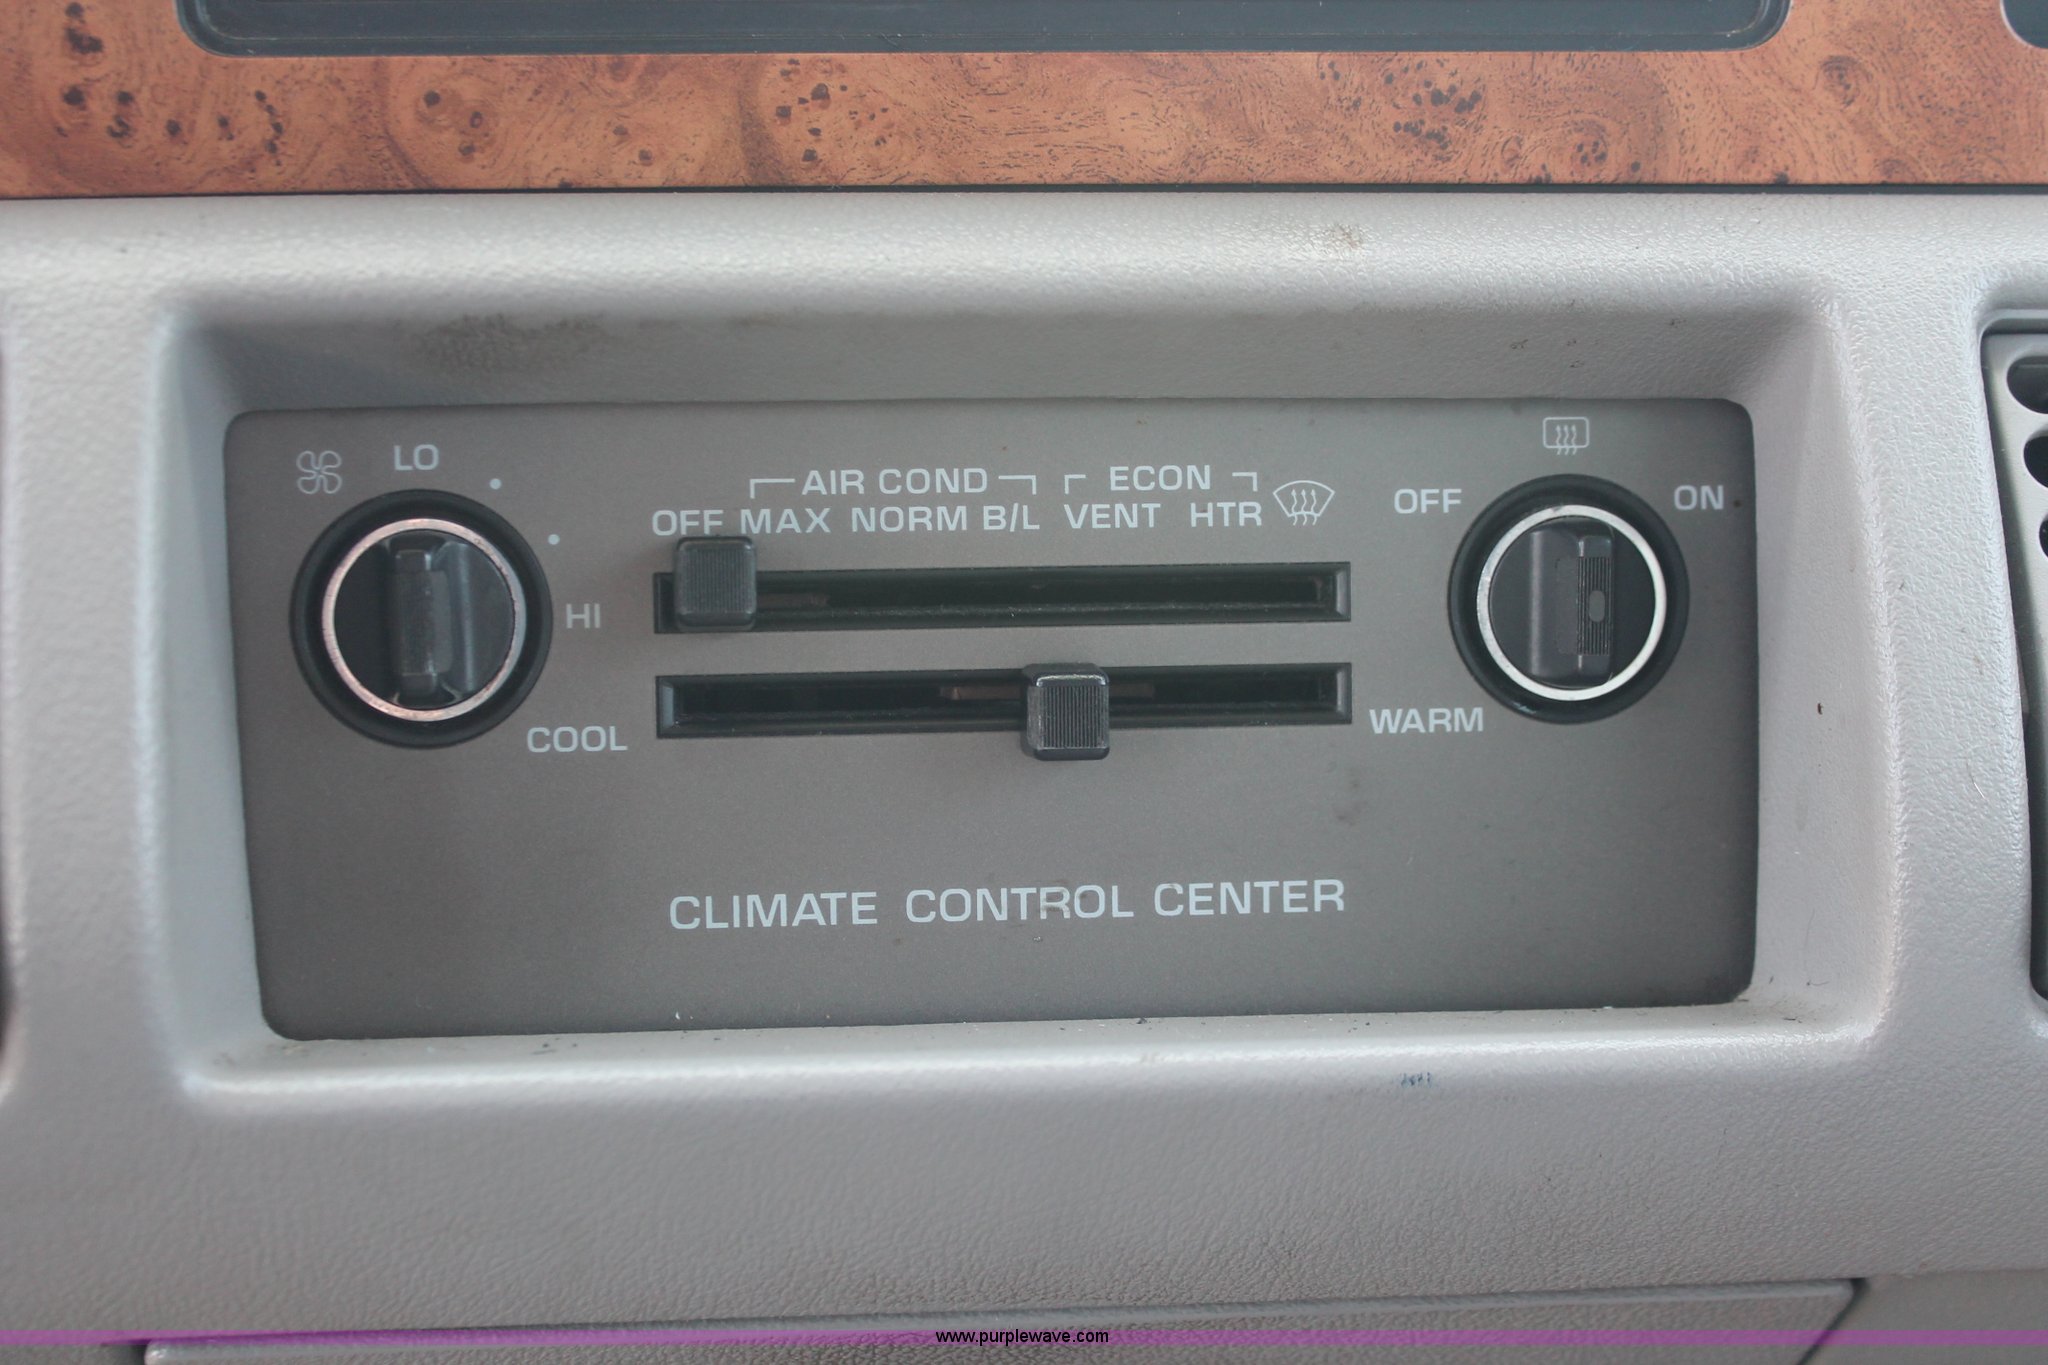 LO
HI
AIR COND ECON
OFF MAX NORM B/L VENT HTR
OFF ON
COOL WARM
CLIMATE CONTROL CENTER
www.purplewave.com